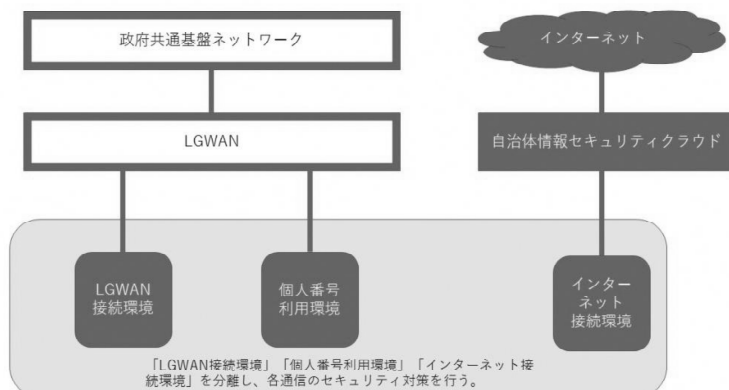 政府共通基盤ネットワーク
インターネット
LGWAN
自治体情報セキュリティクラウド
LGWAN
接続環境
個人番号
利用環境
インター
ネット
接続環境
「LGWAN接続環境」「個人番号利用環境」「インターネット接
続環境」を分離し、各通信のセキュリティ対策を行う。